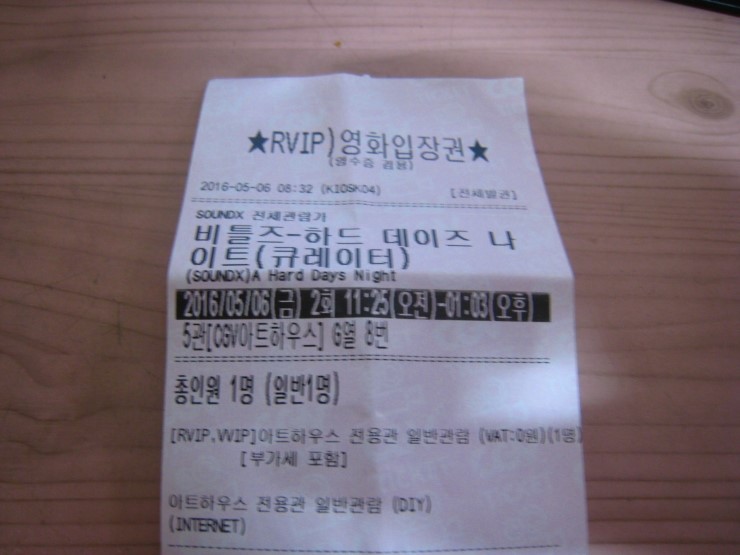 ★RVIP)영화입장권★
(영수증 겸용)
2016-05-06 08:32 (KIOSK04) [전체발권]
SOUNDX 전체관람가
비틀즈-하드 데이즈 나
이트(큐레이터)
(SOUNDX)A Hard Days Night
2016/05/06(금) 2회 11:25(오전)-01:03(오후)
5관[CGV아트하우스] G열 8번
총인원 1명 (일반1명)
[RVIP,VVIP]아트하우스 전용관 일반관람 (VAT:0원)(1명)
[부가세 포함]
아트하우스 전용관 일반관람 (DIY)
(INTERNET)